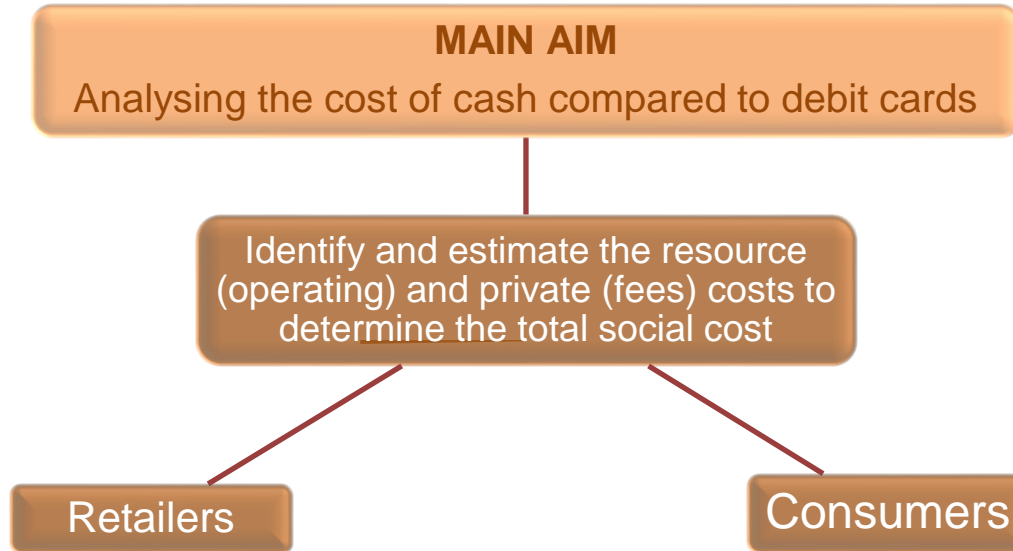 MAIN AIM
Analysing the cost of cash compared to debit cards
Identify and estimate the resource
(operating) and private (fees) costs to
determine the total social cost
Retailers
Consumers